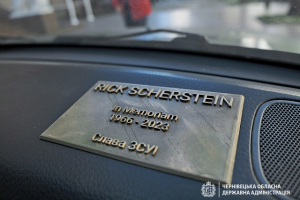 RICK SCHERSTEIN
In Memoriam
1966 - 2023
Слава ЗСУ!
ЧЕРНІВЕЦЬКА ОБЛАСНА
ДЕРЖАВНА АДМІНІСТРАЦІЯ